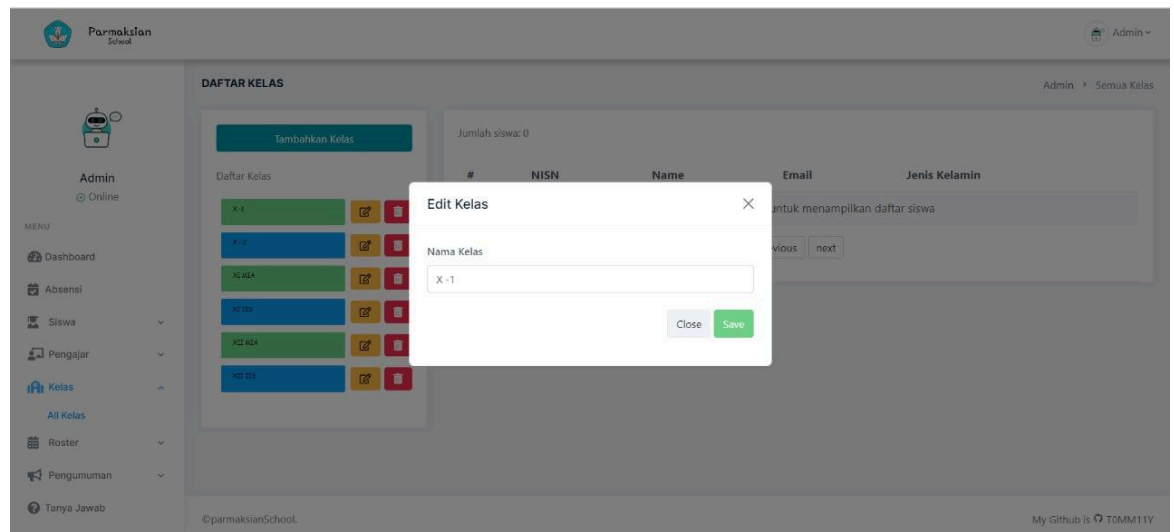 Parmaksian
School
Admin
DAFTAR KELAS
Admin > Semua Kelas
Admin
Online
MENU
Dashboard
Absensi
Siswa
Pengajar
Kelas
All Kelas
Roster
Pengumuman
Tanya Jawab
Tambahkan Kelas
Daftar Kelas
X -1
X -2
XI MIA
XI IIS
XII MIA
XII IIS
Jumlah siswa: 0
# NISN Name Email Jenis Kelamin
untuk menampilkan daftar siswa
next
Edit Kelas
Nama Kelas
X -1
Close Save
©parmaksianSchool.
My Github is T0MM11Y